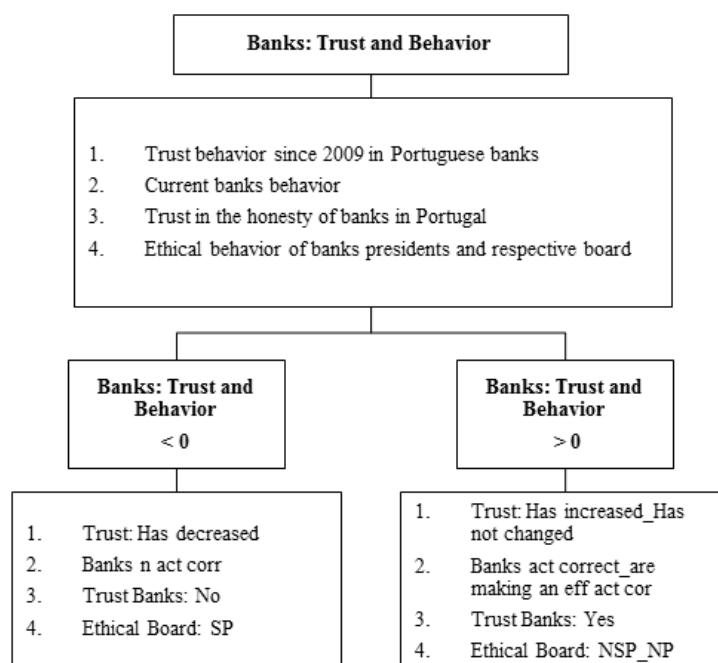 Banks: Trust and Behavior
1. Trust behavior since 2009 in Portuguese banks
2. Current banks behavior
3. Trust in the honesty of banks in Portugal
4. Ethical behavior of banks presidents and respective board
Banks: Trust and
Behavior
< 0
Banks: Trust and
Behavior
> 0
1. Trust: Has decreased
2. Banks n act corr
3. Trust Banks: No
4. Ethical Board: SP
1. Trust: Has increased_Has
not changed
2. Banks act correct_are
making an eff act cor
3. Trust Banks: Yes
4. Ethical Board: NSP_NP